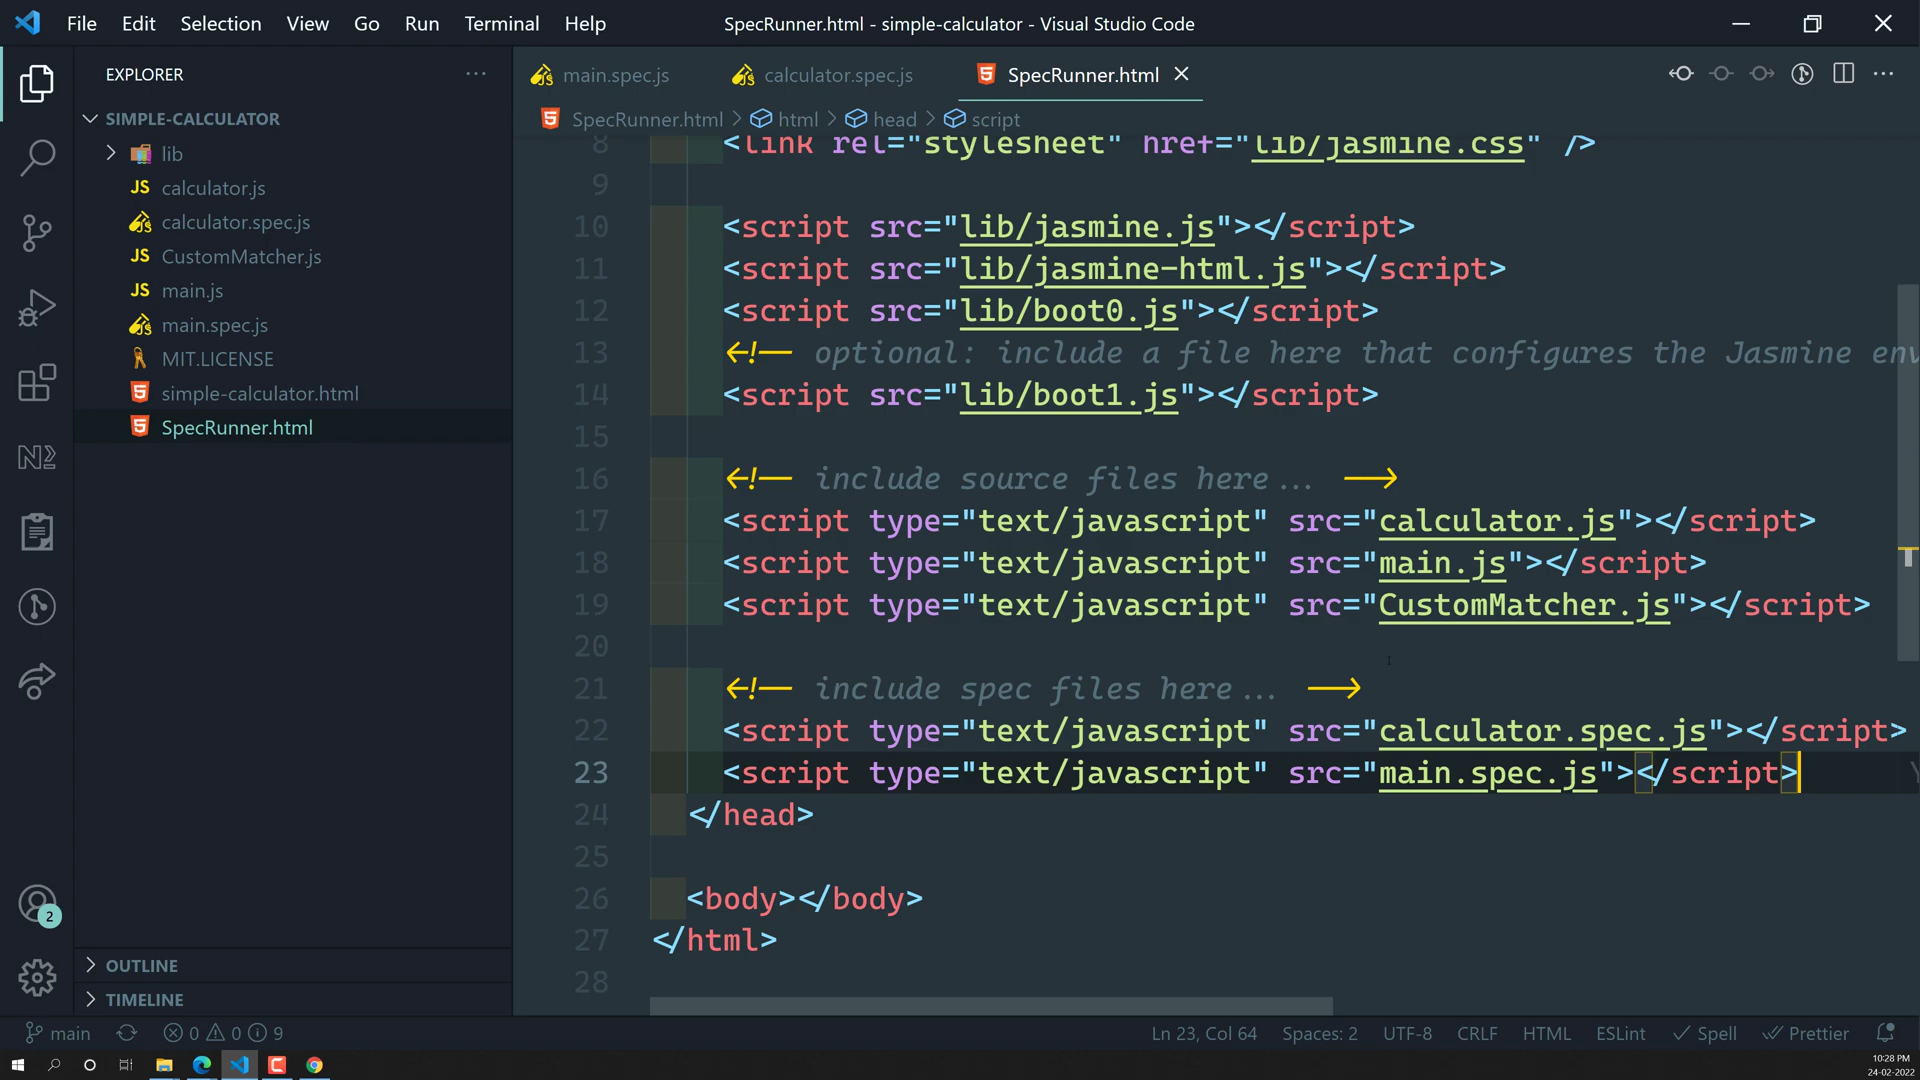 File Edit Selection View Go Run Terminal Help
SpecRunner.html - simple-calculator - Visual Studio Code
EXPLORER
SIMPLE-CALCULATOR
lib
JS calculator.js
calculator.spec.js
JS CustomMatcher.js
JS main.js
main.spec.js
MIT.LICENSE
simple-calculator.html
SpecRunner.html
OUTLINE
TIMELINE
main.spec.js calculator.spec.js SpecRunner.html
SpecRunner.html > html > head > script
8 <link rel="stylesheet" href="lib/jasmine.css" />
9
10 <script src="lib/jasmine.js"></script>
11 <script src="lib/jasmine-html.js"></script>
12 <script src="lib/boot0.js"></script>
13 <!-- optional: include a file here that configures the Jasmine env
14 <script src="lib/boot1.js"></script>
15
16 <!-- include source files here... -->
17 <script type="text/javascript" src="calculator.js"></script>
18 <script type="text/javascript" src="main.js"></script>
19 <script type="text/javascript" src="CustomMatcher.js"></script>
20
21 <!-- include spec files here... -->
22 <script type="text/javascript" src="calculator.spec.js"></script>
23 <script type="text/javascript" src="main.spec.js"></script>
24 </head>
25
26 <body></body>
27 </html>
28
2
main 0 0 9
Ln 23, Col 64 Spaces: 2 UTF-8 CRLF HTML ESLint Spell Prettier
10:28 PM
24-02-2022